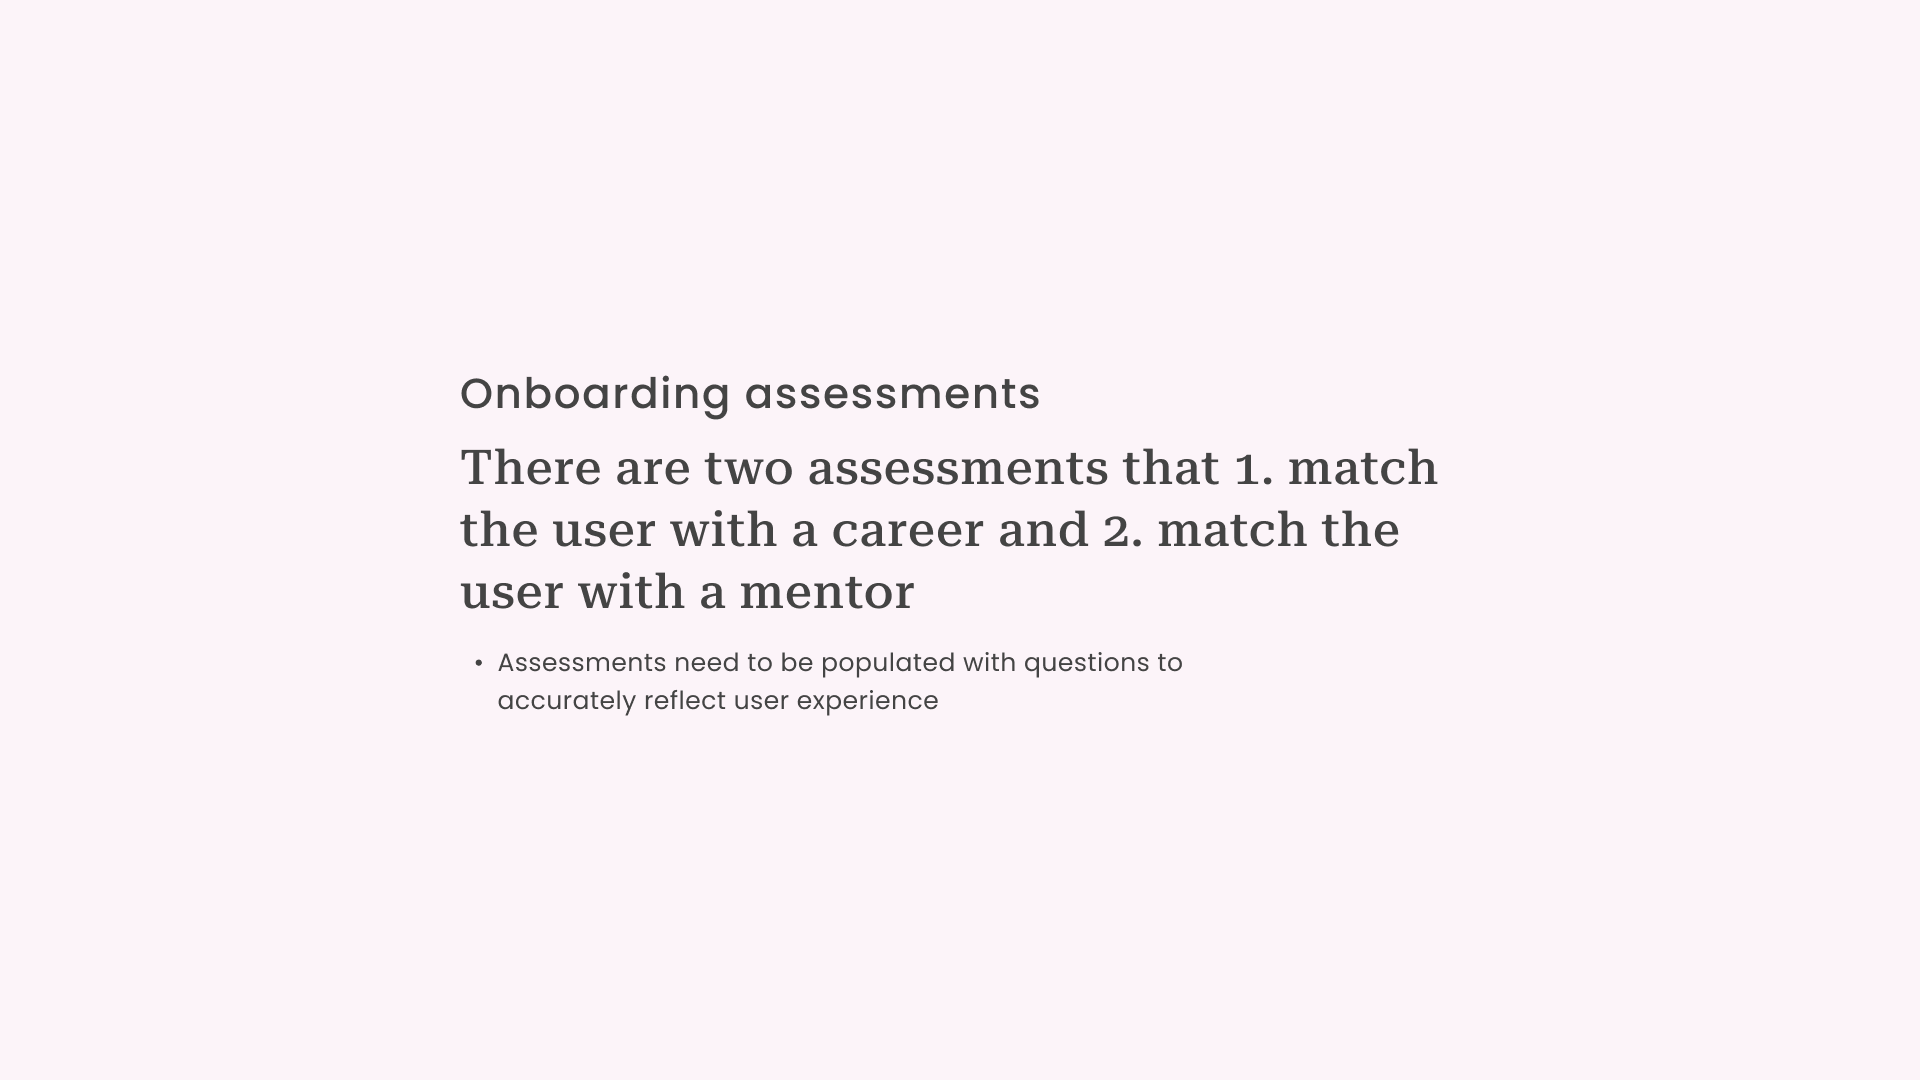 Onboarding assessments
There are two assessments that 1. match
the user with a career and 2. match the
user with a mentor
• Assessments need to be populated with questions to
accurately reflect user experience